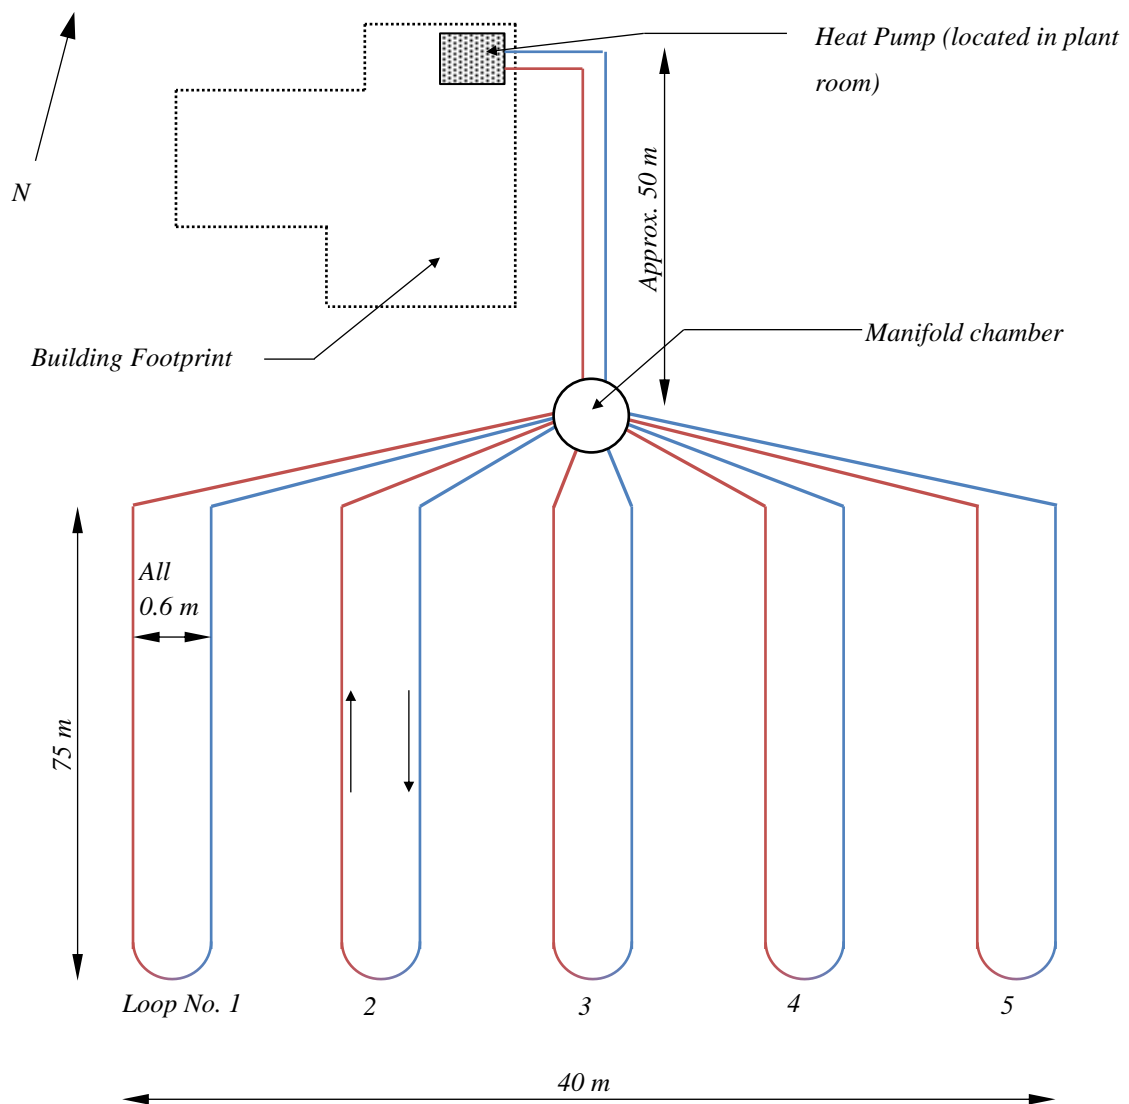 Heat Pump (located in plant
room)
N
Approx. 50 m
Manifold chamber
Building Footprint
All
0.6 m
75 m
Loop No. 1
2
3
4
5
40 m